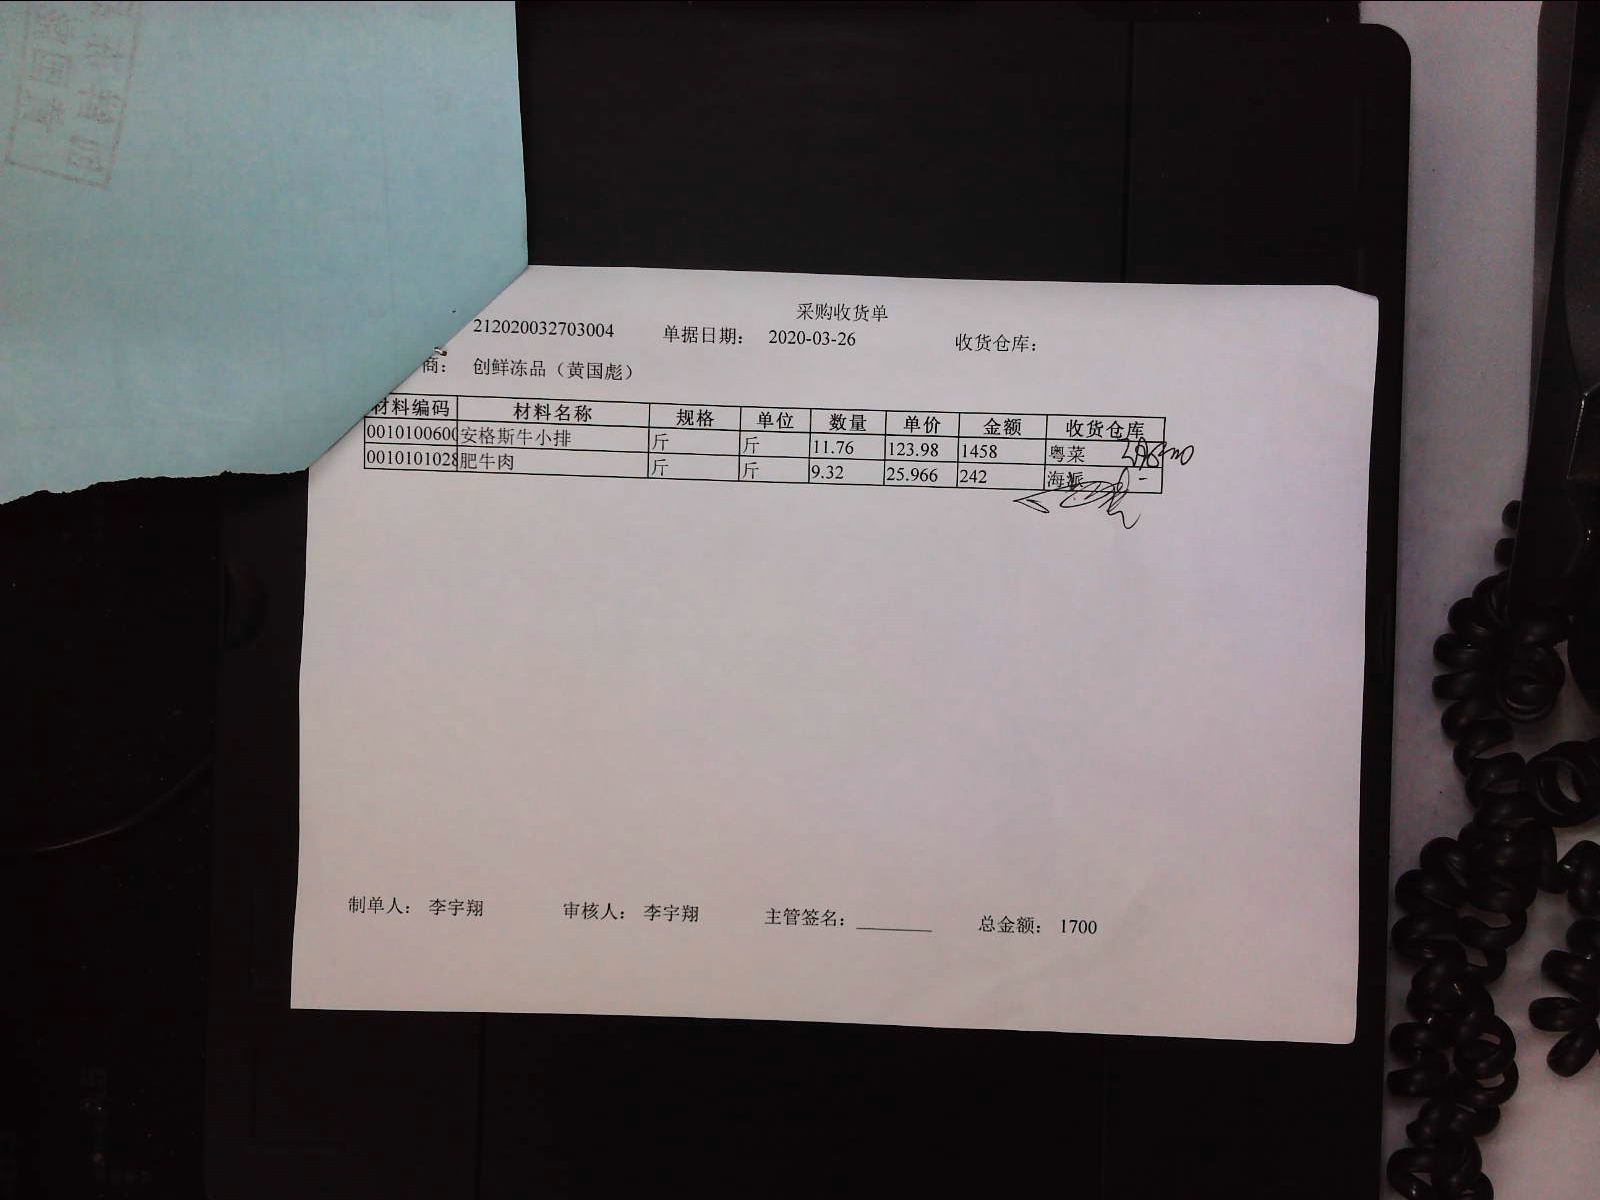 采购收货单
212020032703004 单据日期： 2020-03-26 收货仓库：
商： 创鲜冻品（黄国彪）
材料编码 材料名称 规格 单位 数量 单价 金额 收货仓库
0010100600 安格斯牛小排 斤 斤 11.76 123.98 1458 粤菜
0010101028 肥牛肉 斤 斤 9.32 25.966 242 海派
制单人： 李宇翔 审核人： 李宇翔 主管签名： 总金额： 1700